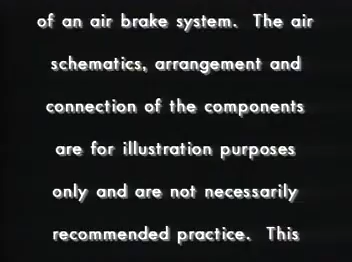 of an air brake system.  The air
schematics, arrangement and
connection of the components
are for illustration purposes
only and are not necessarily
recommended practice.  This